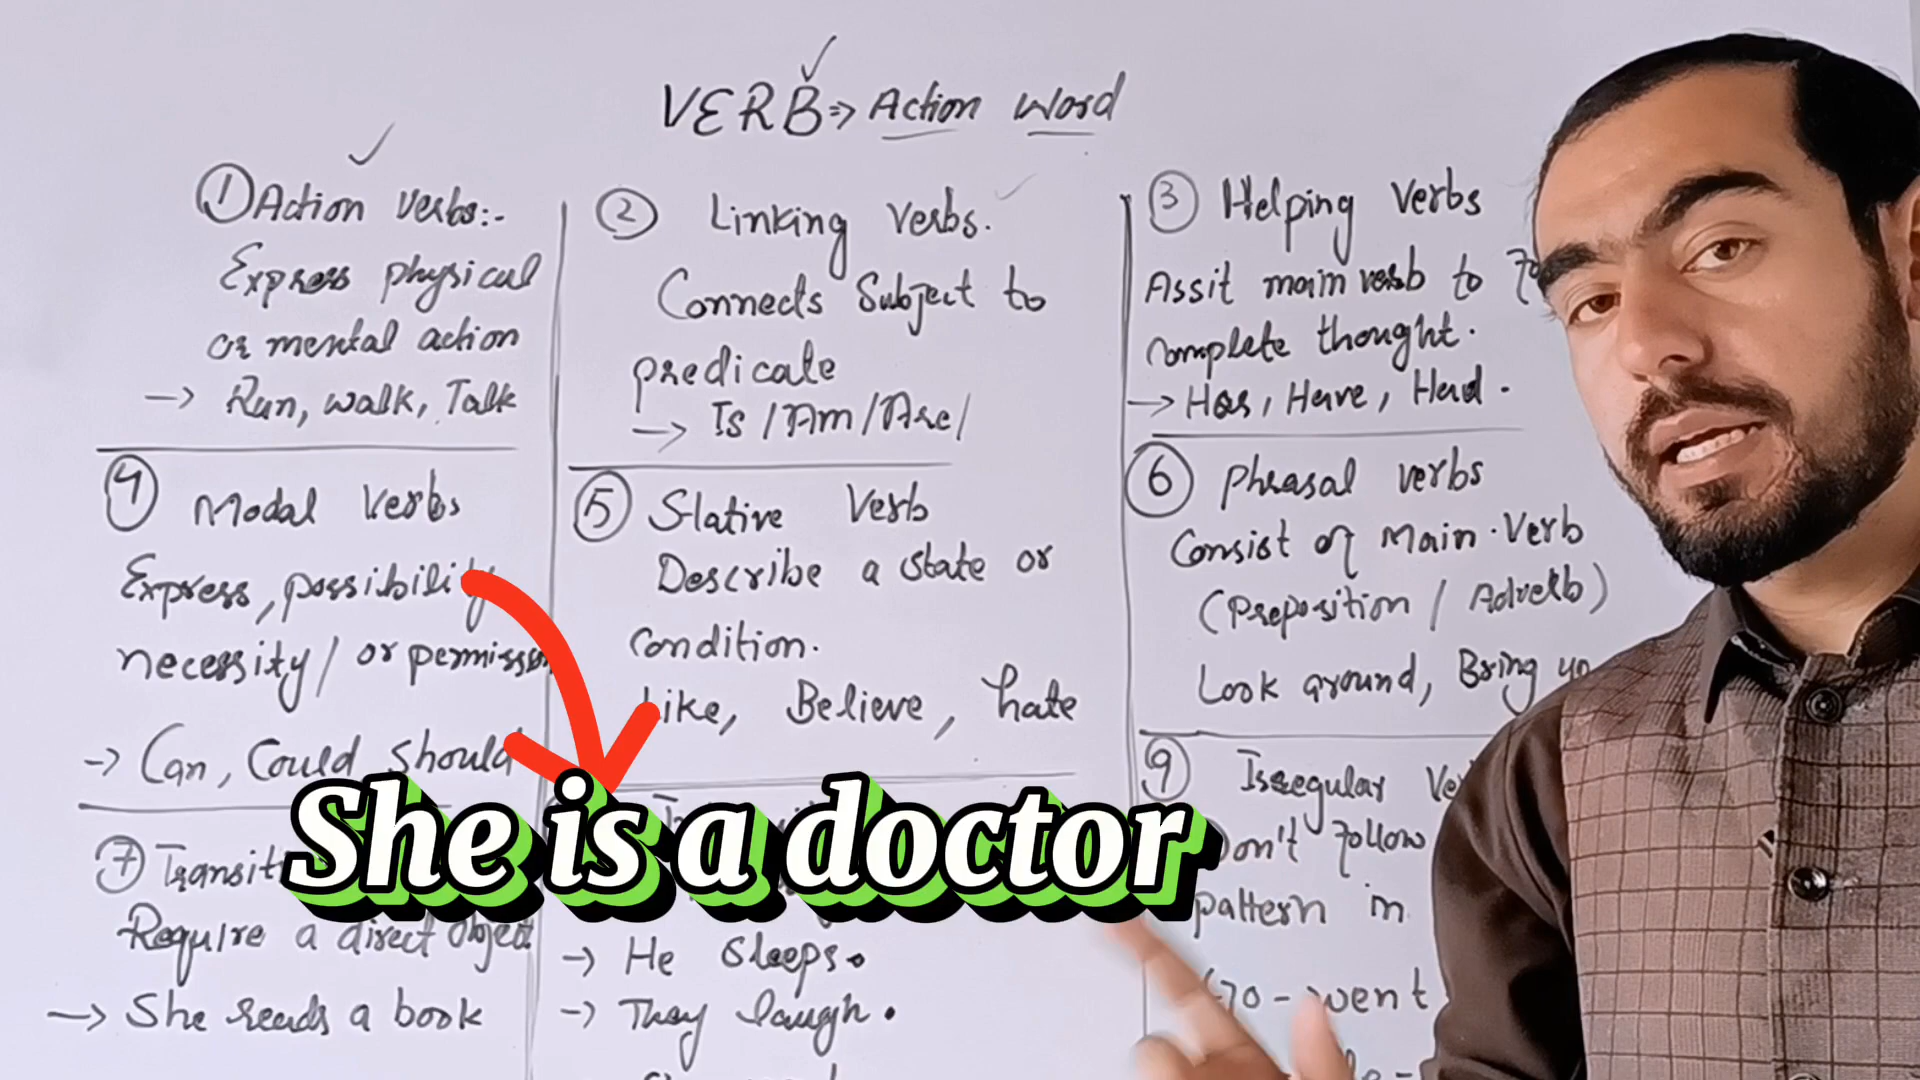 VERB => Action Word
① Action Verbs:-
Express physical
or mental action
→ Run, walk, Talk
② Linking Verbs.
Connects Subject to
predicate
→ Is / Am / Are /
③ Helping Verbs
Assit main verb to
complete thought.
→ Has, Have, Had.
④ Modal Verbs
Express, possibility
necessity / or permission
→ Can, Could should
⑤ Stative Verb
Describe a state or
condition.
Like, Believe, hate
⑥ Phrasal verbs
Consist of Main Verb
(Preposition / Adverb)
Look around, Bring up
⑦
Require a direct object
→ She reads a book
→ He sleeps.
→ They laugh.
⑨ Irregular
Don't follow
pattern in
Go - went
She is a doctor